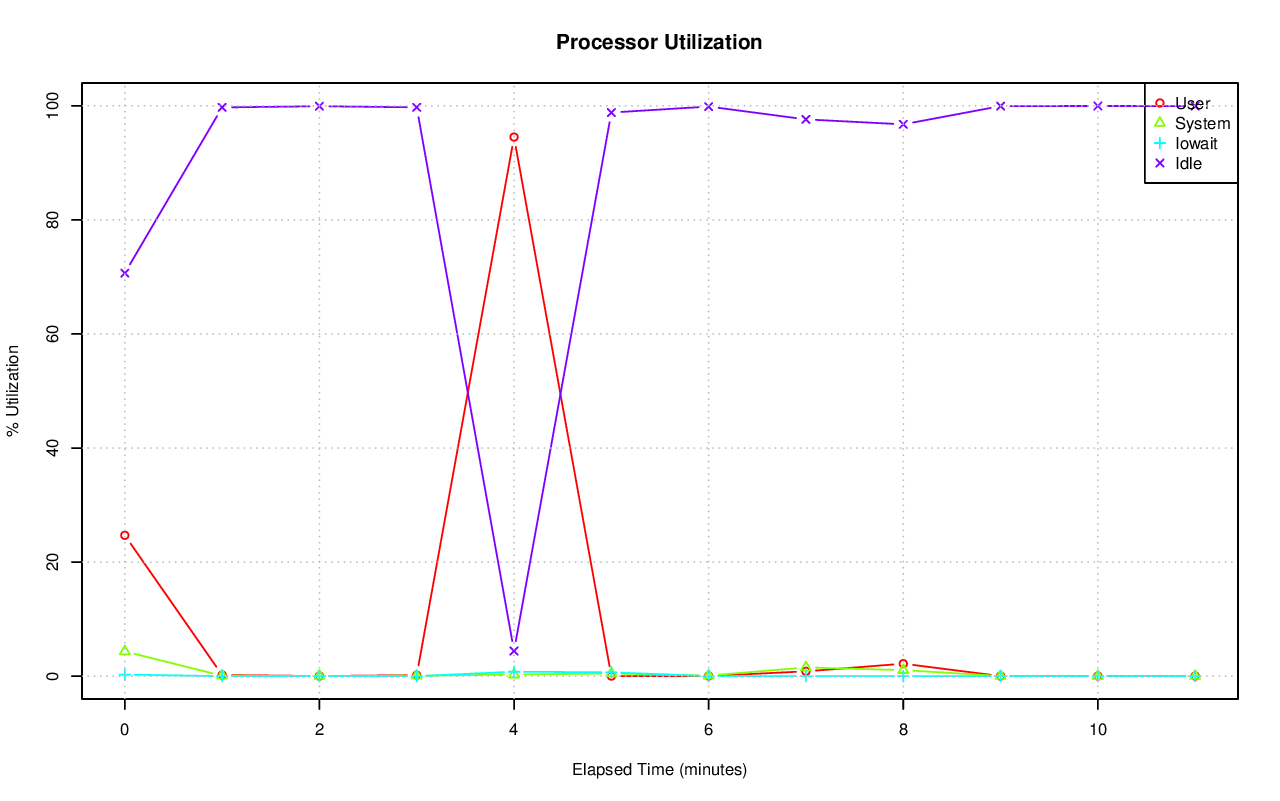 Processor Utilization
100
80
60
40
20
0
% Utilization
User
System
Iowait
Idle
0 2 4 6 8 10
Elapsed Time (minutes)